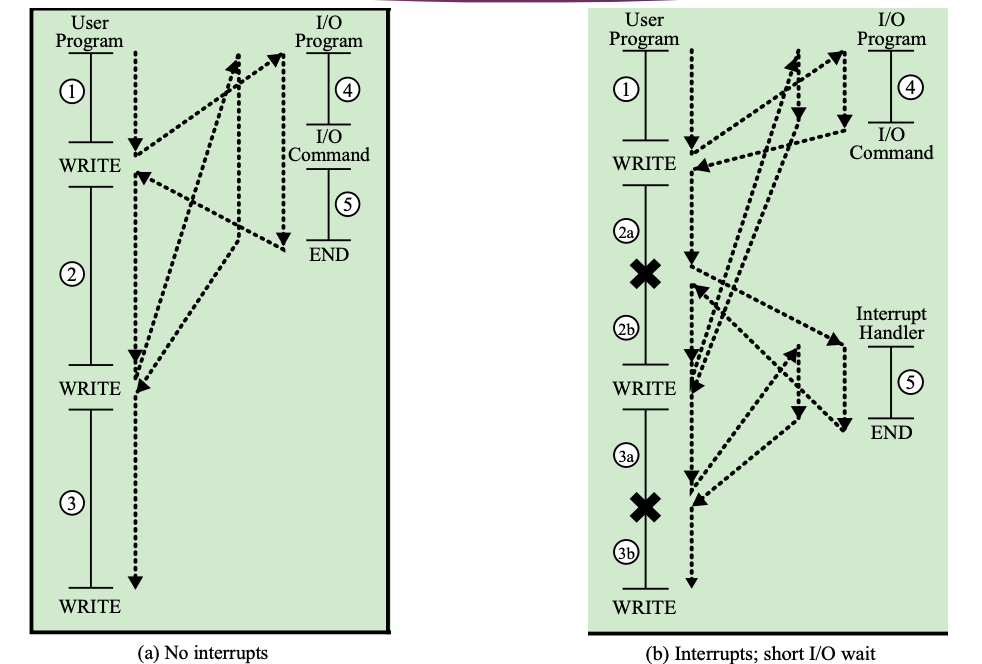 User
Program
1
WRITE
2
WRITE
3
WRITE
I/O
Program
4
I/O
Command
5
END
(a) No interrupts
User
Program
1
WRITE
2a
2b
WRITE
3a
3b
WRITE
I/O
Program
4
I/O
Command
Interrupt
Handler
5
END
(b) Interrupts; short I/O wait